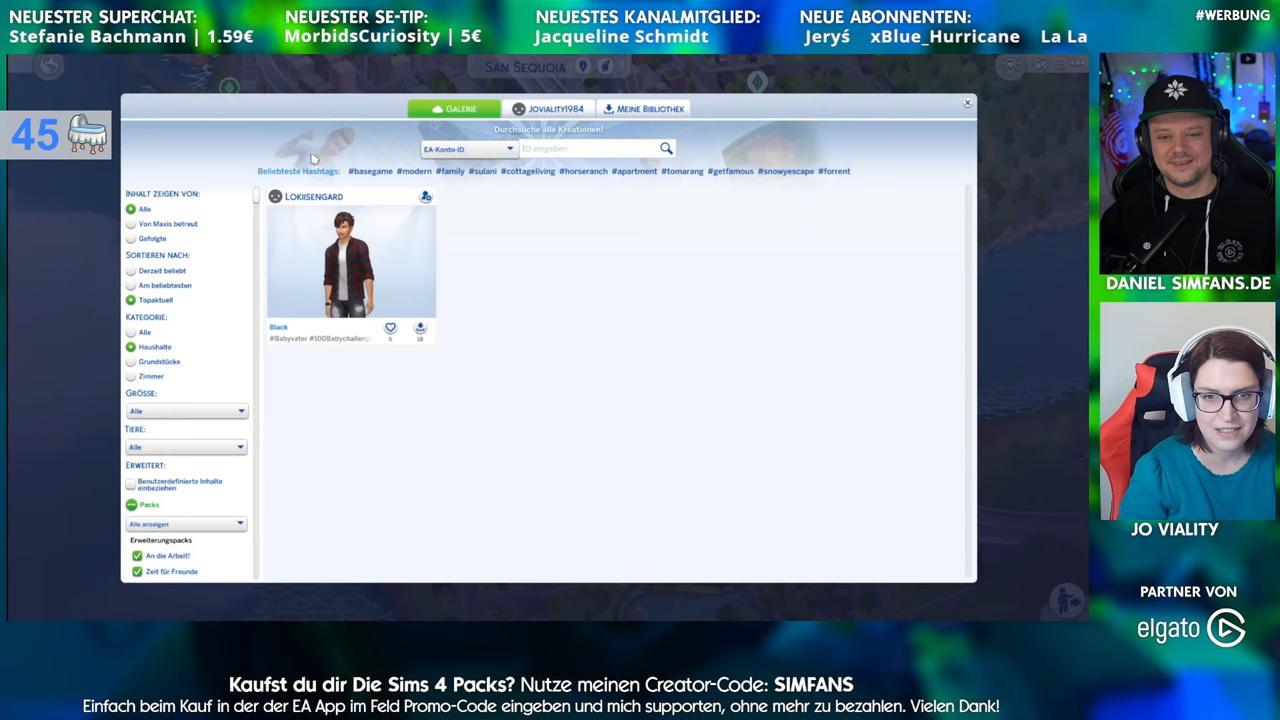 NEUESTER SUPERCHAT:
Stefanie Bachmann | 1.59€
NEUESTER SE-TIP:
MorbidsCuriosity | 5€
NEUESTES KANALMITGLIED:
Jacqueline Schmidt
NEUE ABONNENTEN:
Jeryś xBlue_Hurricane La La
#WERBUNG
SAN SEQUOIA
45
GALERIE
JOVIALITY1984
MEINE BIBLIOTHEK
Durchsuche alle Kreationen!
EA-Konto-ID
ID eingeben
Beliebteste Hashtags: #basegame #modern #family #sulani #cottageliving #horseranch #apartment #tomarang #getfamous #snowyescape #forrent
INHALT ZEIGEN VON:
Alle
Von Maxis betreut
Gefolgte
SORTIEREN NACH:
Derzeit beliebt
Am beliebtesten
Topaktuell
KATEGORIE:
Alle
Haushalte
Grundstücke
Zimmer
GRÖSSE:
Alle
TIERE:
Alle
ERWEITERT:
Benutzerdefinierte Inhalte
einbeziehen
Packs
Alle anzeigen
Erweiterungspacks
An die Arbeit!
Zeit für Freunde
LOKIISENGARD
Black
#Babyvater #100Babychalleng
5
18
DANIEL SIMFANS.DE
JO VIALITY
PARTNER VON
elgato
Kaufst du dir Die Sims 4 Packs? Nutze meinen Creator-Code: SIMFANS
Einfach beim Kauf in der der EA App im Feld Promo-Code eingeben und mich supporten, ohne mehr zu bezahlen. Vielen Dank!